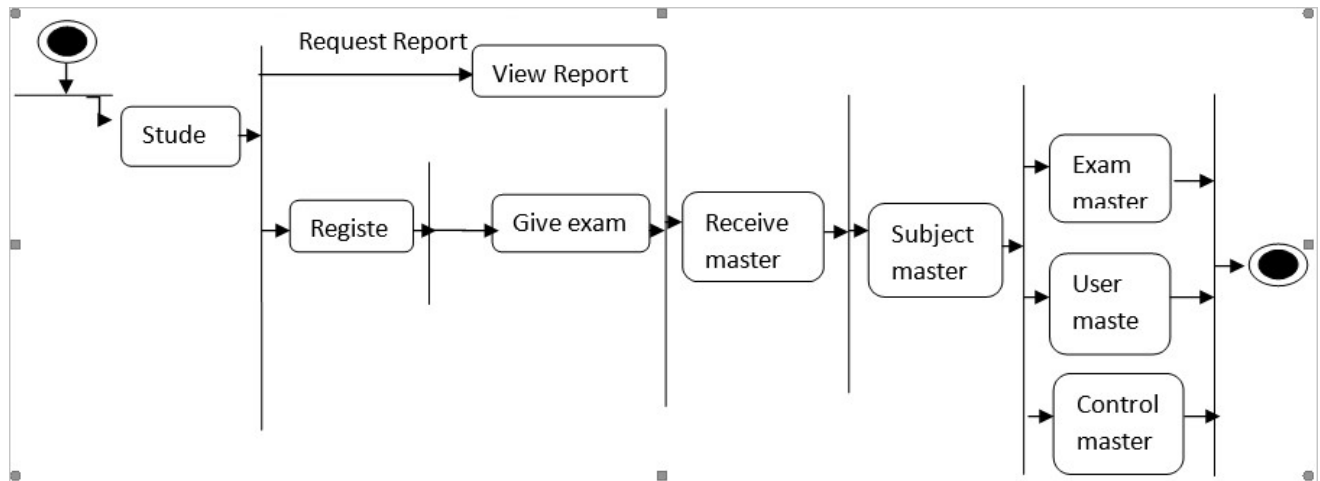 Request Report
View Report
Stude
Registe
Give exam
Receive
master
Subject
master
Exam
master
User
maste
Control
master